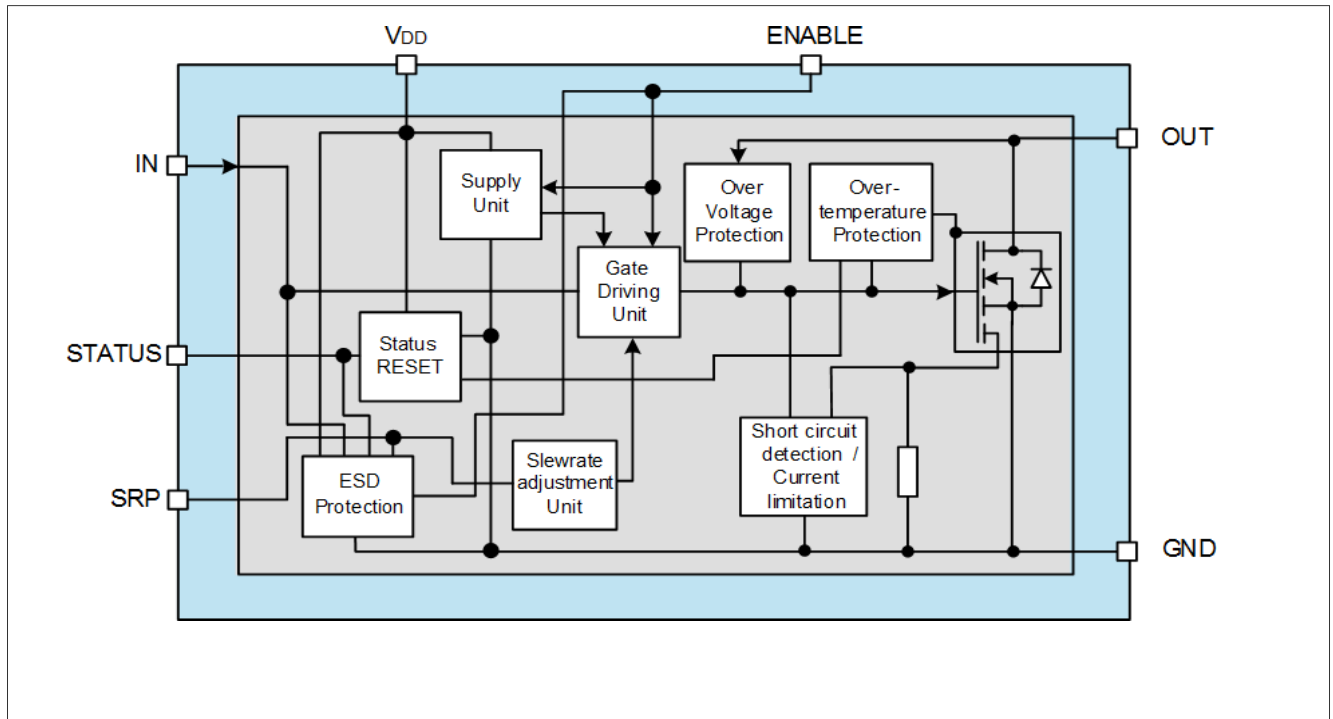 VDD
ENABLE
IN
OUT
Supply
Unit
Over
Voltage
Protection
Over-
temperature
Protection
Gate
Driving
Unit
STATUS
Status
RESET
SRP
ESD
Protection
Slewrate
adjustment
Unit
Short circuit
detection /
Current
limitation
GND